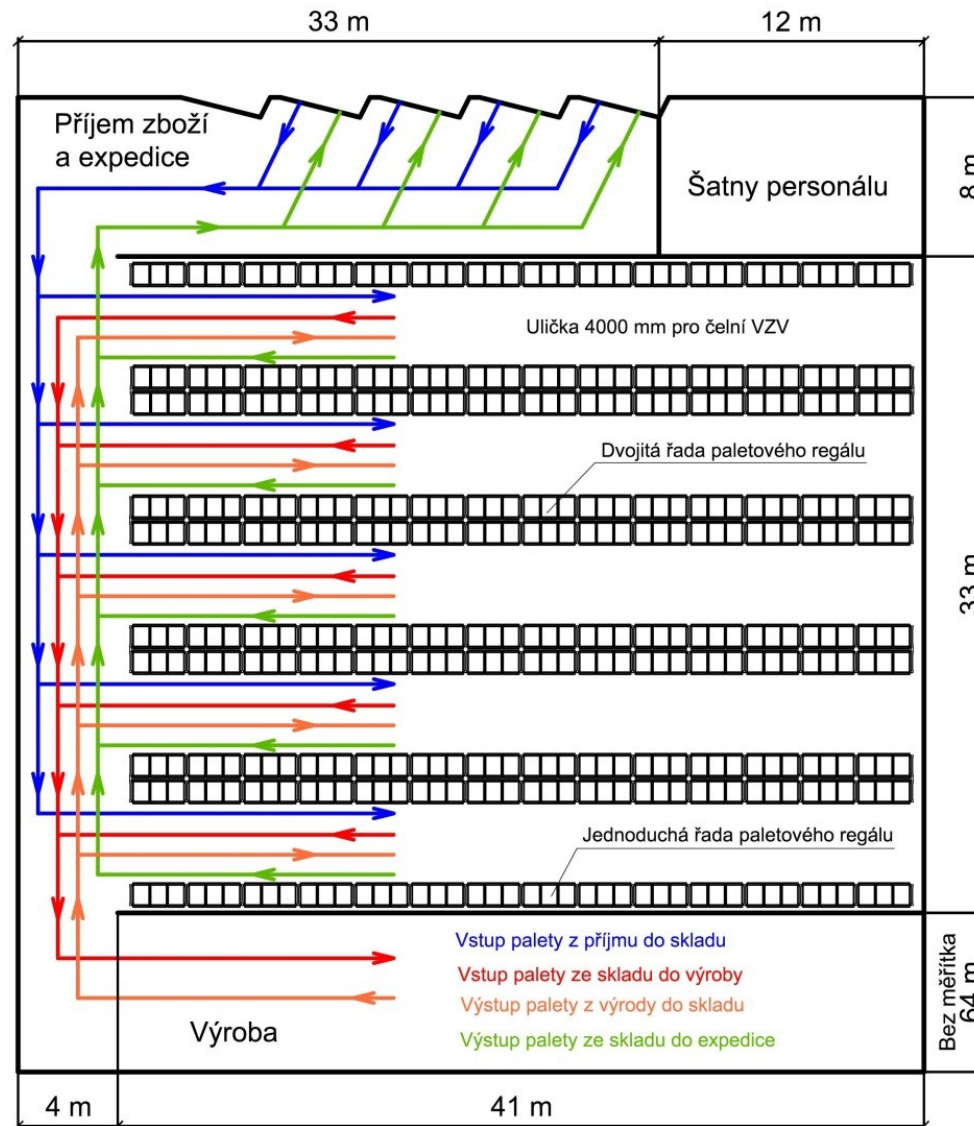 33 m
12 m
Příjem zboží
a expedice
Šatny personálu
8 m
Ulička 4000 mm pro čelní VZV
Dvojitá řada paletového regálu
33 m
Jednoduchá řada paletového regálu
Vstup palety z příjmu do skladu
Vstup palety ze skladu do výroby
Výstup palety z výrody do skladu
Výstup palety ze skladu do expedice
Výroba
Bez měřítka
64 m
4 m
41 m